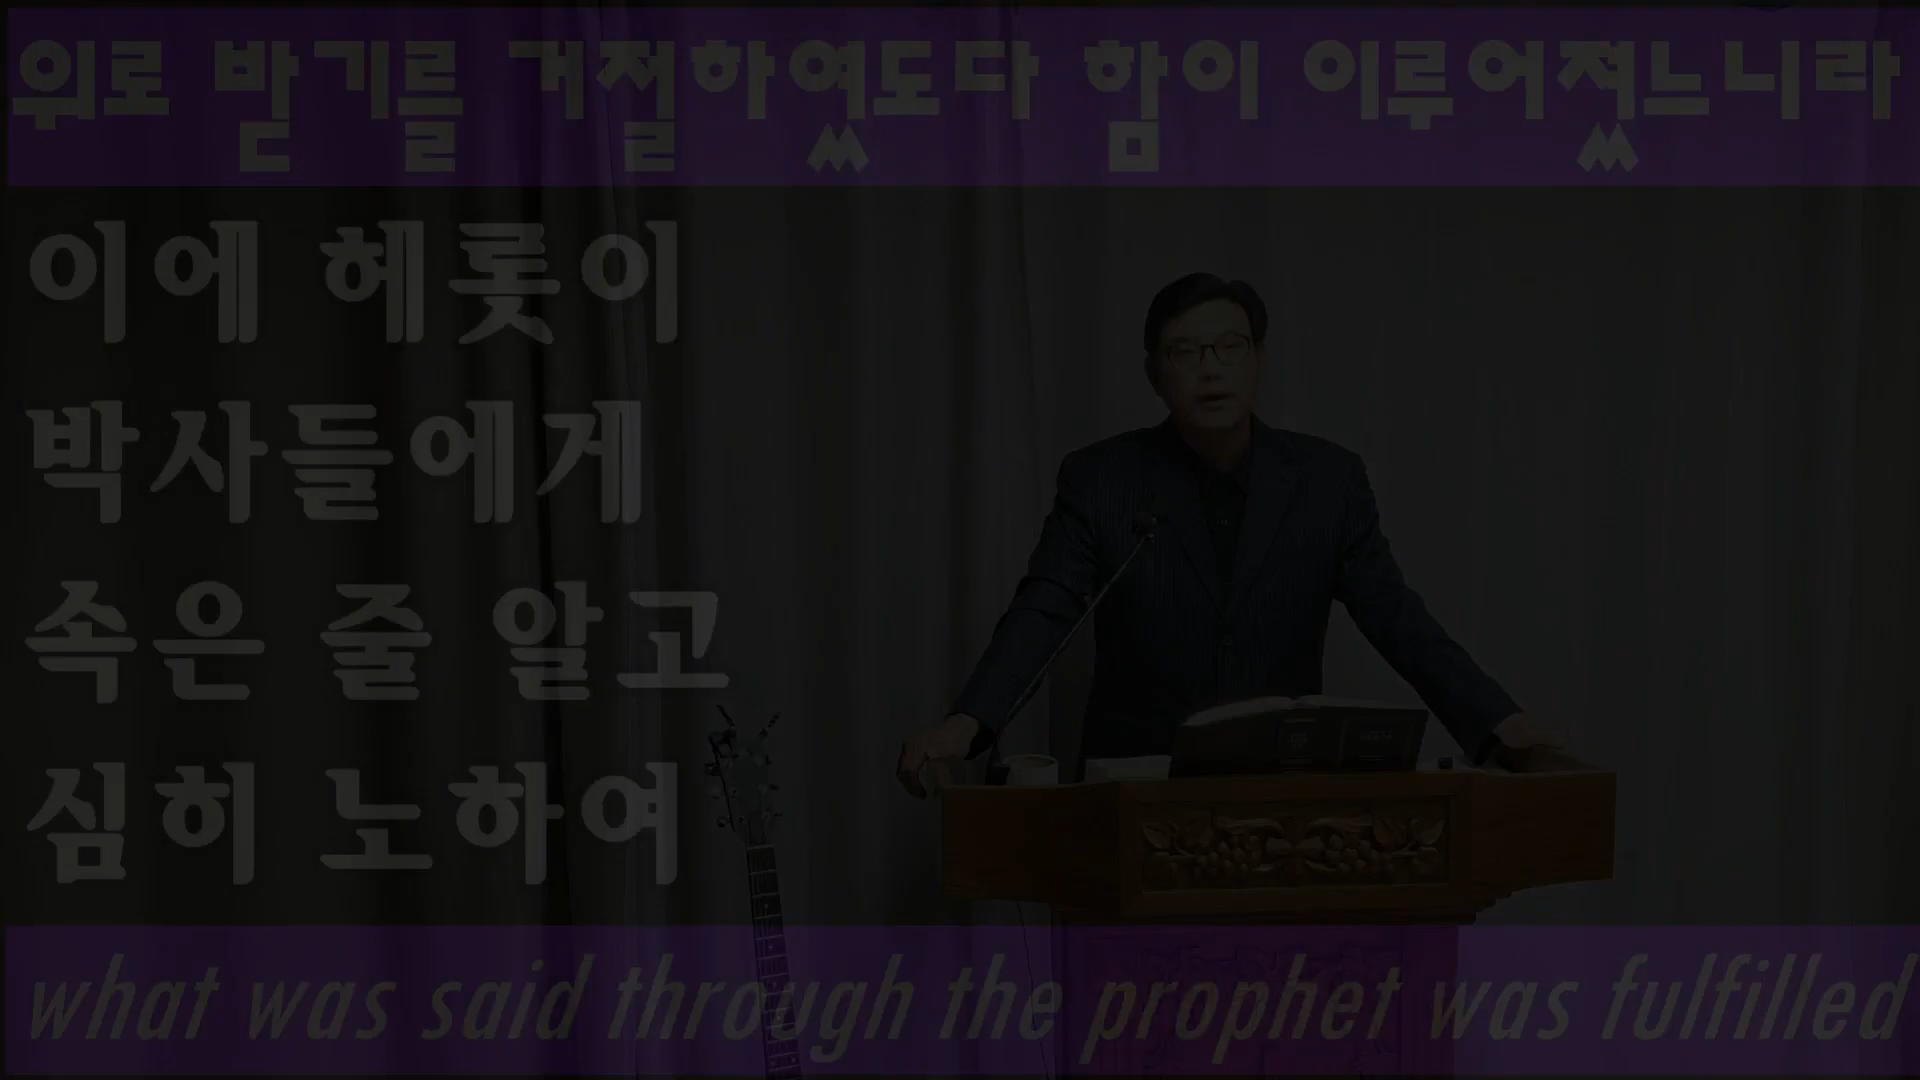 위로 받기를 거절하였도다 함이 이루어졌느니라
이에 헤롯이
박사들에게
속은 줄 알고
심히 노하여
what was said through the prophet was fulfilled